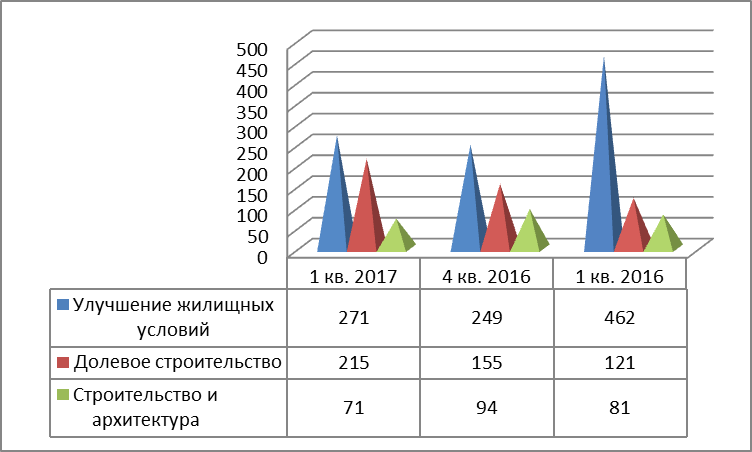 500
450
400
350
300
250
200
150
100
50
0
1 кв. 2017 4 кв. 2016 1 кв. 2016
Улучшение жилищных
условий 271 249 462
Долевое строительство 215 155 121
Строительство и
архитектура 71 94 81